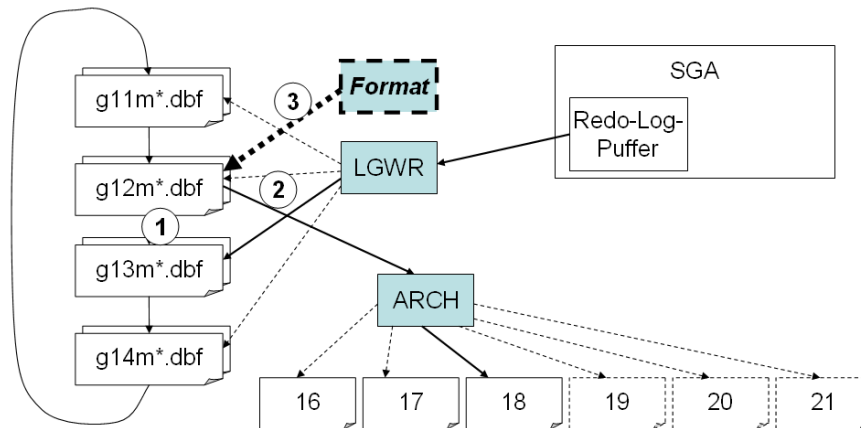 SGA
g11m*.dbf
Format
3
Redo-Log-
Puffer
g12m*.dbf
LGWR
2
1
g13m*.dbf
ARCH
g14m*.dbf
16
17
18
19
20
21